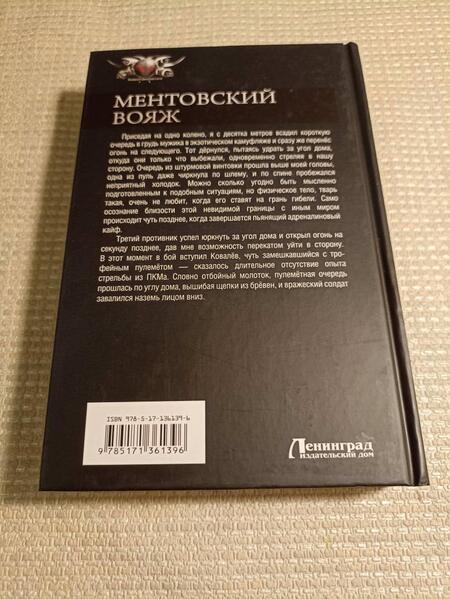 МЕНТОВСКИЙ
ВОЯЖ
Приседая на одно колено, я с десятка метров всадил короткую
очередь в грудь мужика в экзотическом камуфляже и сразу же перенёс
огонь на следующего. Тот дёрнулся, пытаясь удрать за угол дома,
откуда они только что выбежали, одновременно стреляя в нашу
сторону. Очередь из штурмовой винтовки прошла выше моей головы,
одна из пуль даже чиркнула по шлему, и по спине пробежался
неприятный холодок. Можно сколько угодно быть мысленно
подготовленным к подобным ситуациям, но физическое тело, тварь
такая, очень не любит, когда его ставят на грань гибели. Само
осознание близости этой невидимой границы с иным миром
происходит чуть позднее, когда завершается пьянящий адреналиновый
кайф.
Третий противник успел юркнуть за угол дома и открыл огонь на
секунду позднее, дав мне возможность перекатом уйти в сторону.
В этот момент в бой вступил Ковалёв, чуть замешкавшийся с тро-
фейным пулемётом — сказалось длительное отсутствие опыта
стрельбы из ПКМа. Словно отбойный молоток, пулемётная очередь
прошлась по углу дома, вышибая щепки из брёвен, и вражеский солдат
завалился наземь лицом вниз.
ISBN 978-5-17-136139-6
9 785171 361396
Ленинград
издательский дом